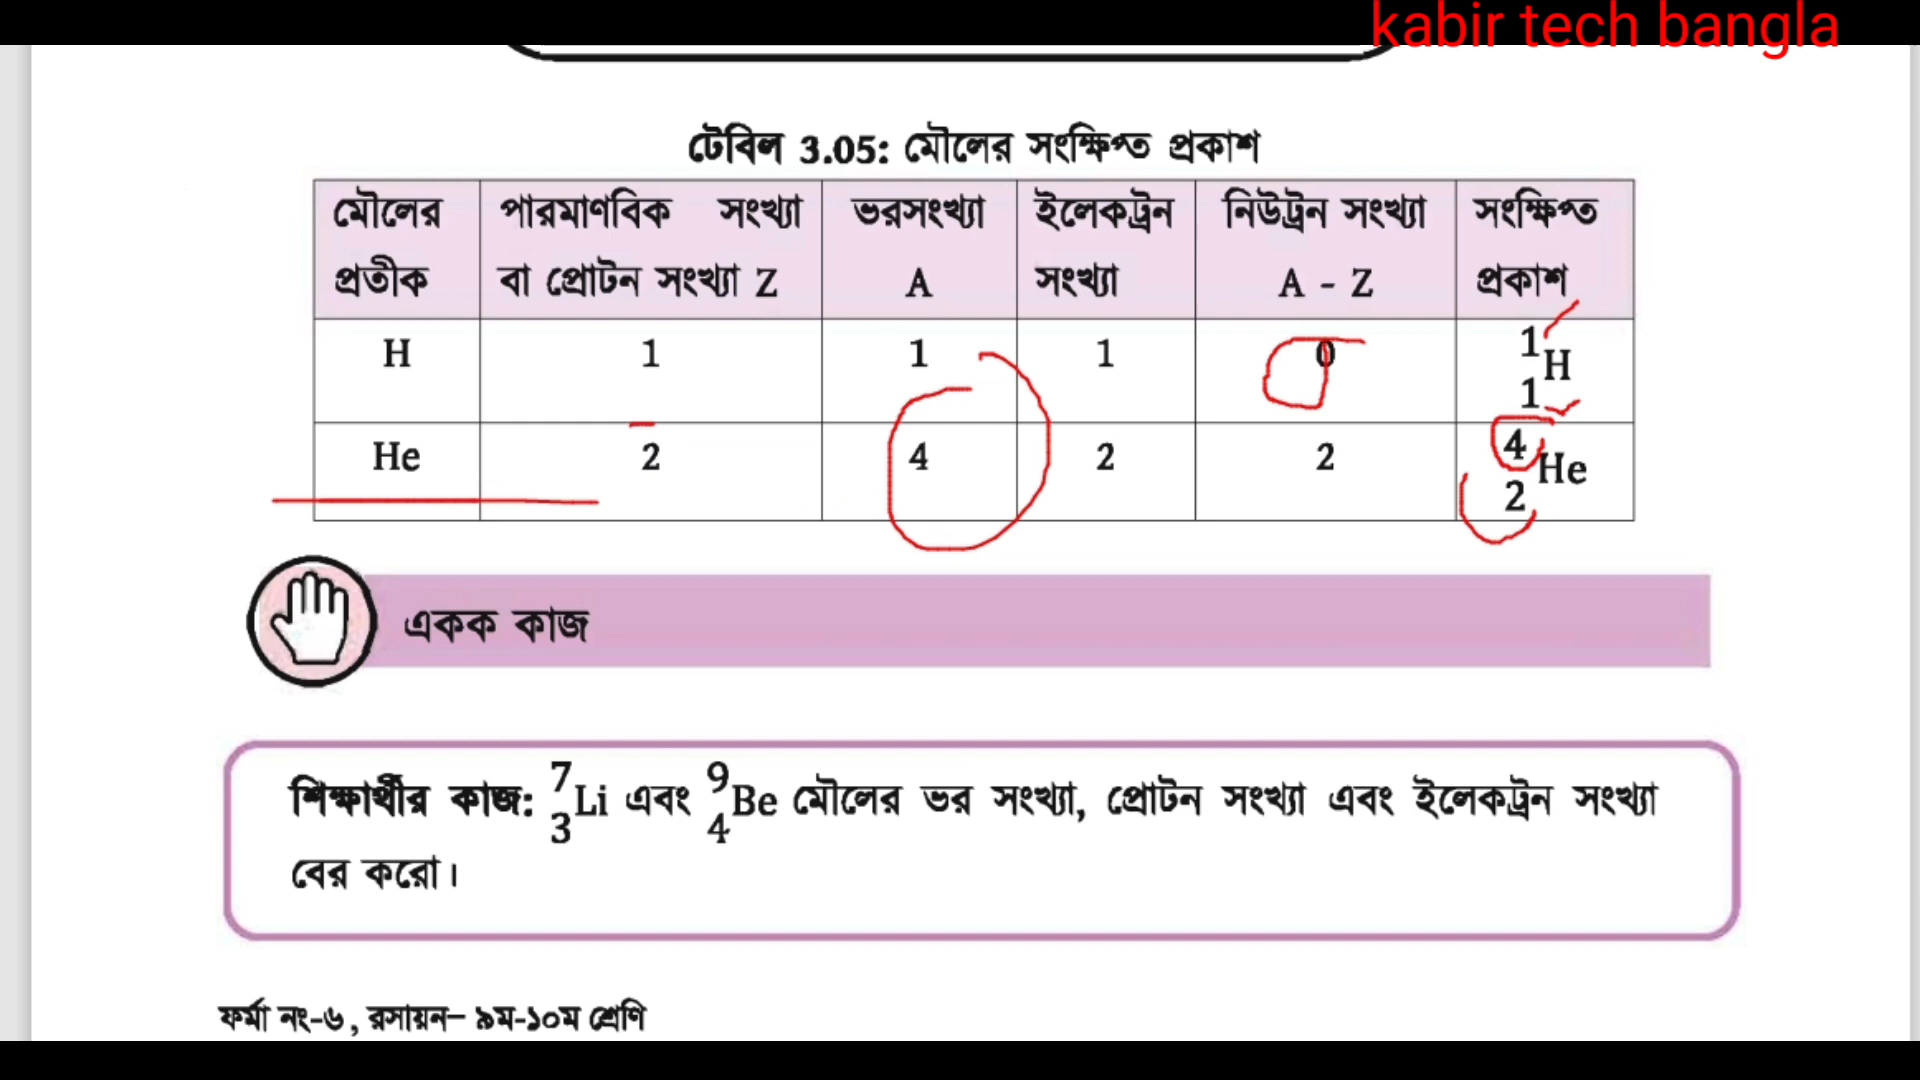 kabir tech bangla
টেবিল 3.05: মৌলের সংক্ষিপ্ত প্রকাশ
মৌলের প্রতীক পারমাণবিক সংখ্যা বা প্রোটন সংখ্যা Z ভরসংখ্যা A ইলেকট্রন সংখ্যা নিউট্রন সংখ্যা A - Z সংক্ষিপ্ত প্রকাশ
H 1 1 1 0 ¹₁H
He 2 4 2 2 ⁴₂He
একক কাজ
শিক্ষার্থীর কাজ: ⁷₃Li এবং ⁹₄Be মৌলের ভর সংখ্যা, প্রোটন সংখ্যা এবং ইলেকট্রন সংখ্যা
বের করো।
ফর্মা নং-৬, রসায়ন– ৯ম-১০ম শ্রেণি